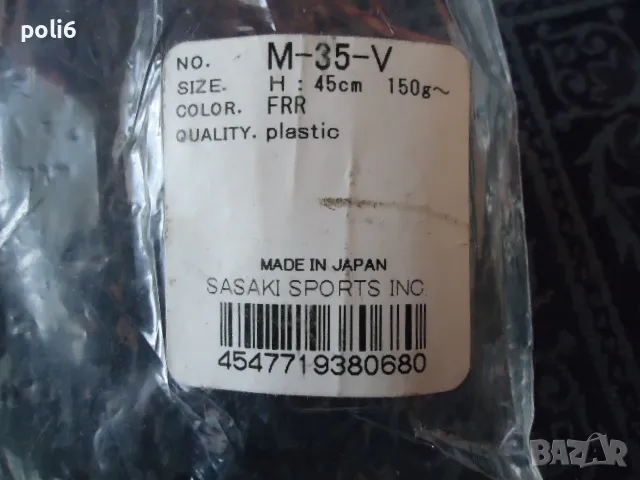 poli6
NO. M-35-V
SIZE. H : 45cm 150g~
COLOR. FRR
QUALITY. plastic
MADE IN JAPAN
SASAKI SPORTS INC.
4547719380680
BAZAR